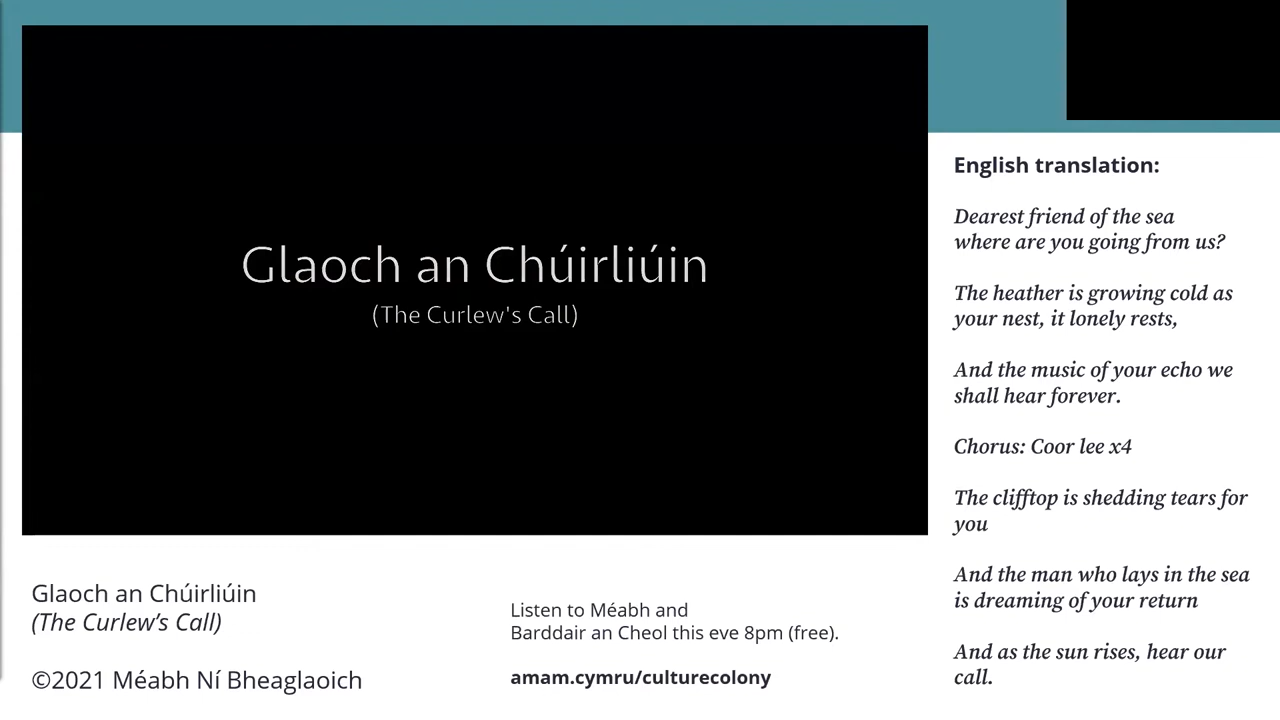 Glaoch an Chúirliúin
(The Curlew's Call)
English translation:
Dearest friend of the sea
where are you going from us?
The heather is growing cold as
your nest, it lonely rests,
And the music of your echo we
shall hear forever.
Chorus: Coor lee x4
The clifftop is shedding tears for
you
And the man who lays in the sea
is dreaming of your return
And as the sun rises, hear our
call.
Glaoch an Chúirliúin
(The Curlew’s Call)
©2021 Méabh Ní Bheaglaoich
Listen to Méabh and
Barddair an Cheol this eve 8pm (free).
amam.cymru/culturecolony